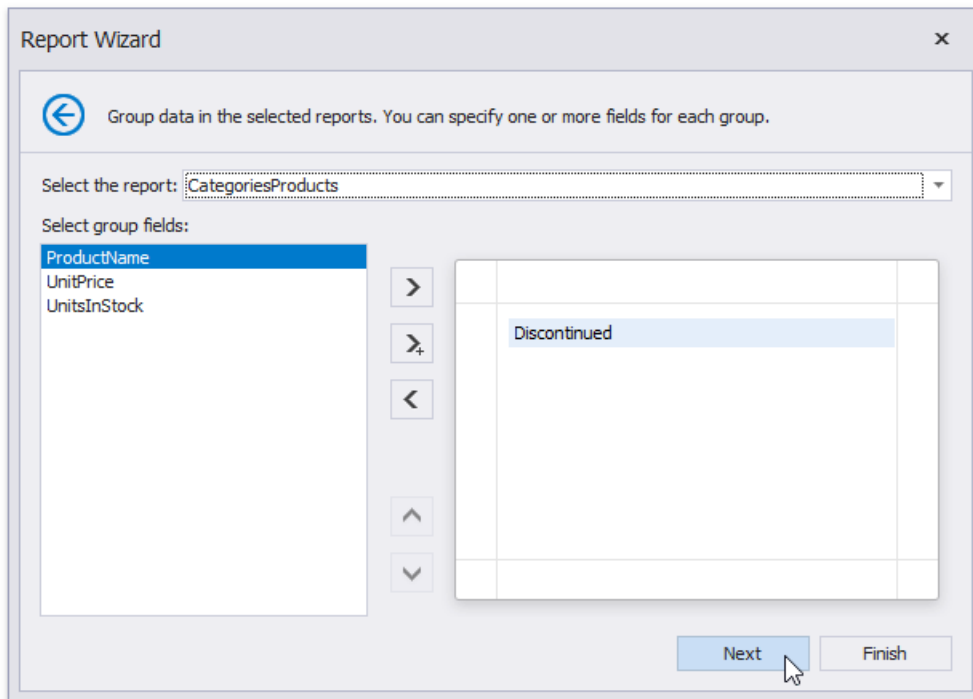 Report Wizard
Group data in the selected reports. You can specify one or more fields for each group.
Select the report: CategoriesProducts
Select group fields:
ProductName
UnitPrice
UnitsInStock
Discontinued
Next
Finish